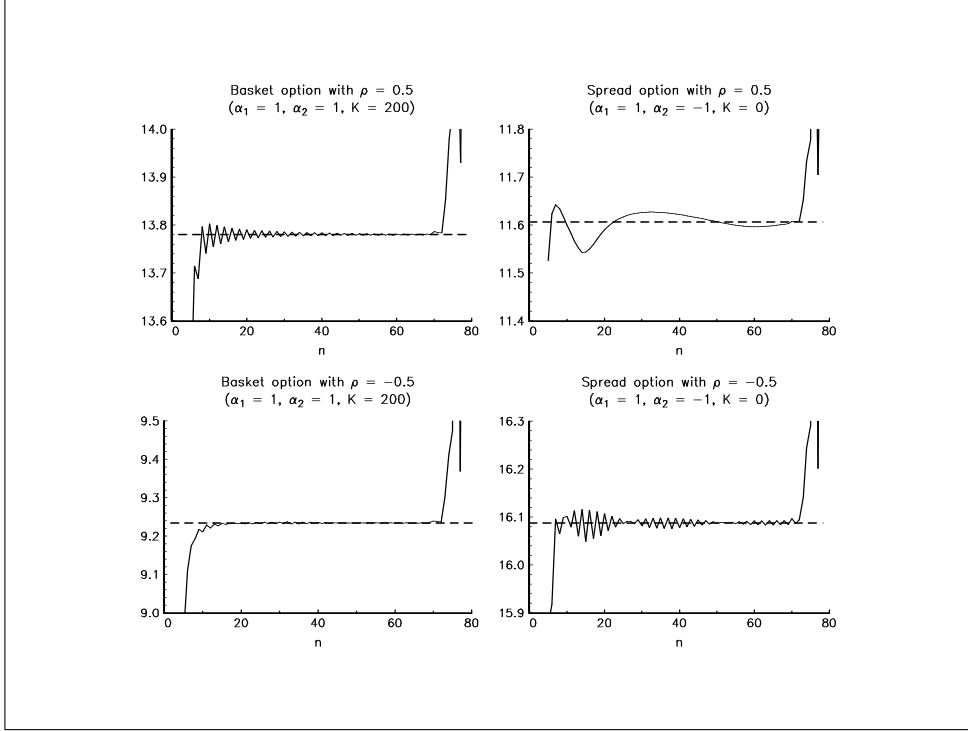 Basket option with ρ = 0.5
(α₁ = 1, α₂ = 1, K = 200)
14.0
13.9
13.8
13.7
13.6
0 20 40 60 80
n
Spread option with ρ = 0.5
(α₁ = 1, α₂ = −1, K = 0)
11.8
11.7
11.6
11.5
11.4
0 20 40 60 80
n
Basket option with ρ = −0.5
(α₁ = 1, α₂ = 1, K = 200)
9.5
9.4
9.3
9.2
9.1
9.0
0 20 40 60 80
n
Spread option with ρ = −0.5
(α₁ = 1, α₂ = −1, K = 0)
16.3
16.2
16.1
16.0
15.9
0 20 40 60 80
n